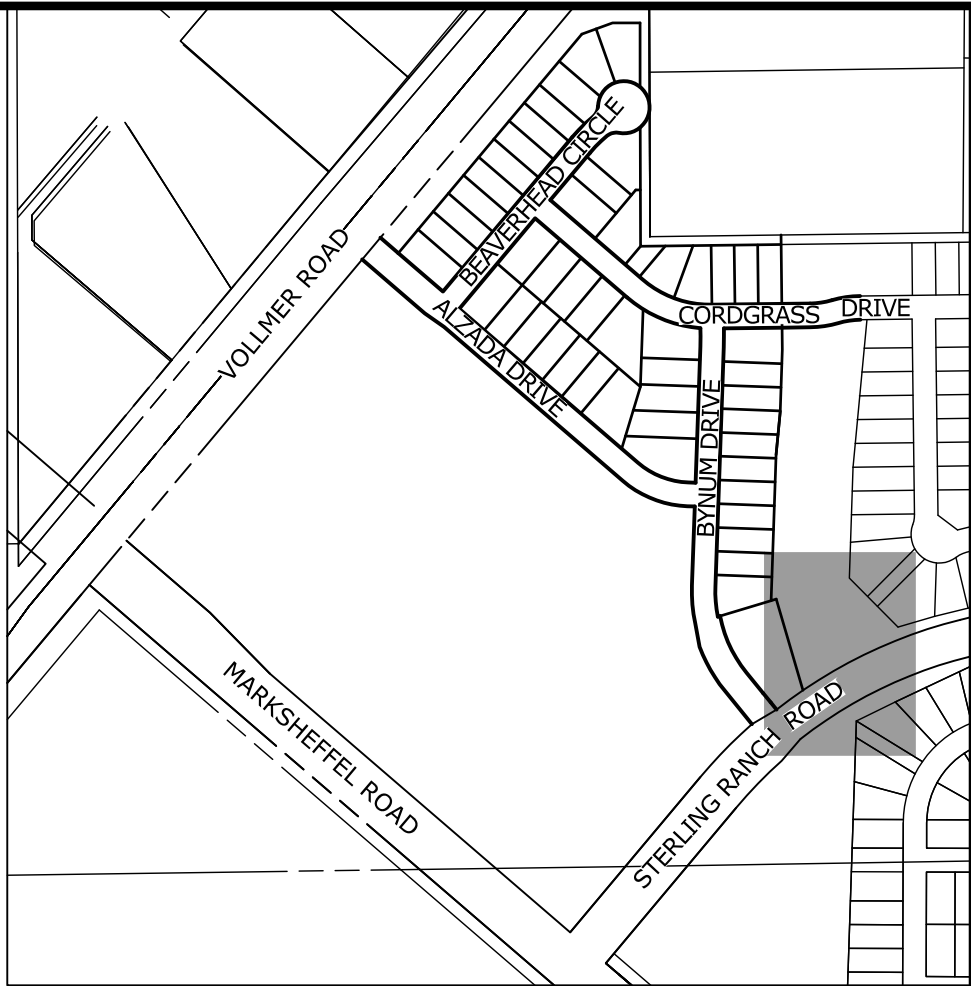 BEAVERHEAD CIRCLE
VOLLMER ROAD
ALZADA DRIVE
CORDGRASS DRIVE
BYNUM DRIVE
MARKSHEFFEL ROAD
STERLING RANCH ROAD